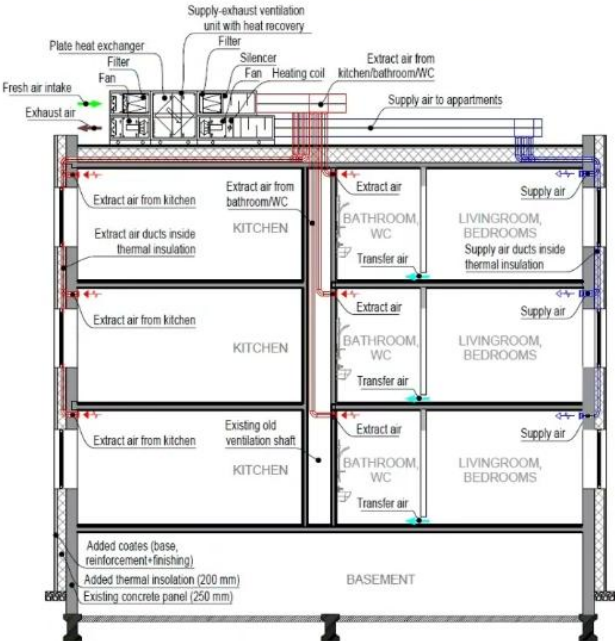 Supply-exhaust ventilation
unit with heat recovery
Plate heat exchanger
Filter
Filter
Silencer
Fan
Fan
Heating coil
Extract air from
kitchen/bathroom/WC
Fresh air intake
Exhaust air
Supply air to appartments
Extract air from kitchen
Extract air from
bathroom/WC
KITCHEN
Extract air
BATHROOM,
WC
LIVINGROOM,
BEDROOMS
Supply air
Extract air ducts inside
thermal insulation
Transfer air
Supply air ducts inside
thermal insulation
Extract air from kitchen
KITCHEN
Extract air
BATHROOM,
WC
LIVINGROOM,
BEDROOMS
Supply air
Transfer air
Extract air from kitchen
KITCHEN
Existing old
ventilation shaft
Extract air
BATHROOM,
WC
LIVINGROOM,
BEDROOMS
Supply air
Transfer air
Added coates (base,
reinforcement+finishing)
Added thermal insolation (200 mm)
Existing concrete panel (250 mm)
BASEMENT